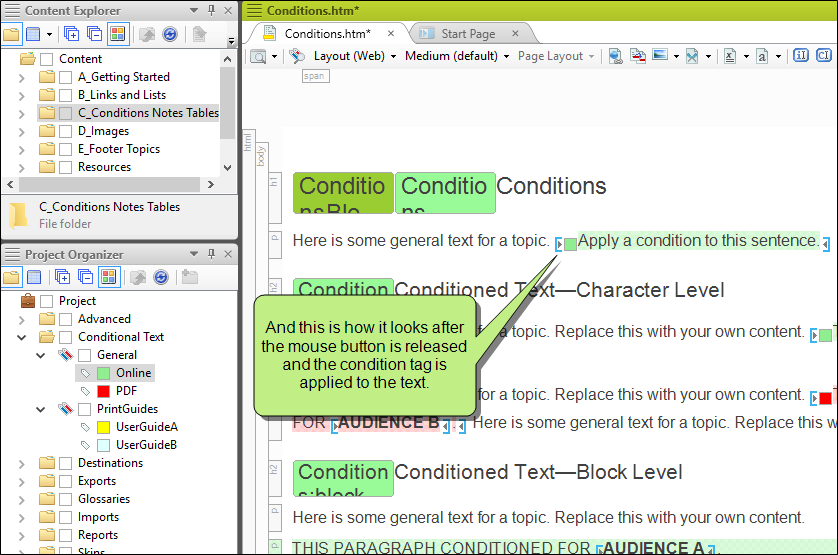 Content Explorer
Content
A_Getting Started
B_Links and Lists
C_Conditions Notes Tables
D_Images
E_Footer Topics
Resources
C_Conditions Notes Tables
File folder
Project Organizer
Project
Advanced
Conditional Text
General
Online
PDF
PrintGuides
UserGuideA
UserGuideB
Destinations
Exports
Glossaries
Imports
Reports
Skins
Conditions.htm*
Conditions.htm*
Start Page
Layout (Web) Medium (default) Page Layout
span
html
body
h1
Conditio Conditio Conditions
nsBlo ns
p
Here is some general text for a topic. Apply a condition to this sentence.
h2
Condition Conditioned Text—Character Level
And this is how it looks after
the mouse button is released
and the condition tag is
applied to the text.
a topic. Replace this with your own content.
a topic. Replace this with your own content.
FOR AUDIENCE B . Here is some general text for a topic. Replace this with
h2
Condition Conditioned Text—Block Level
s:block
p
Here is some general text for a topic. Replace this with your own content.
p
THIS PARAGRAPH CONDITIONED FOR AUDIENCE A .